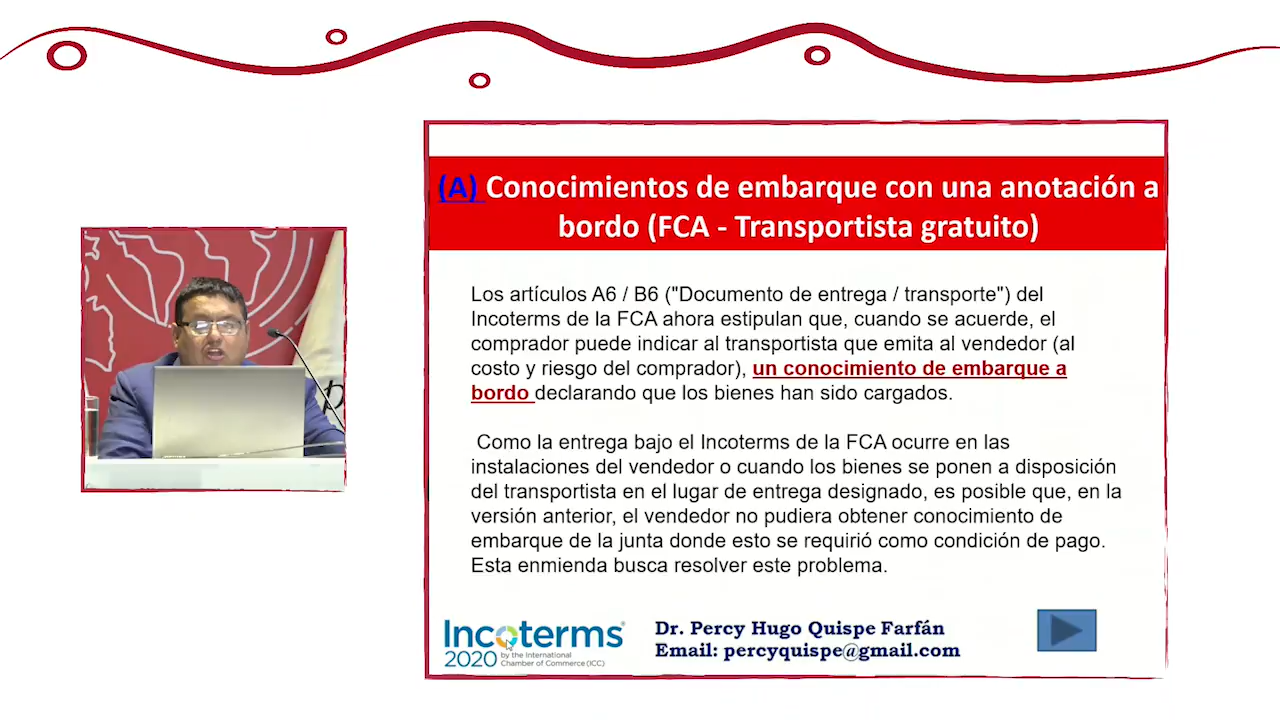 (A) Conocimientos de embarque con una anotación a
bordo (FCA - Transportista gratuito)
Los artículos A6 / B6 ("Documento de entrega / transporte") del
Incoterms de la FCA ahora estipulan que, cuando se acuerde, el
comprador puede indicar al transportista que emita al vendedor (al
costo y riesgo del comprador), un conocimiento de embarque a
bordo declarando que los bienes han sido cargados.
Como la entrega bajo el Incoterms de la FCA ocurre en las
instalaciones del vendedor o cuando los bienes se ponen a disposición
del transportista en el lugar de entrega designado, es posible que, en la
versión anterior, el vendedor no pudiera obtener conocimiento de
embarque de la junta donde esto se requirió como condición de pago.
Esta enmienda busca resolver este problema.
Incoterms®
2020 by the International
Chamber of Commerce (ICC)
Dr. Percy Hugo Quispe Farfán
Email: percyquispe@gmail.com